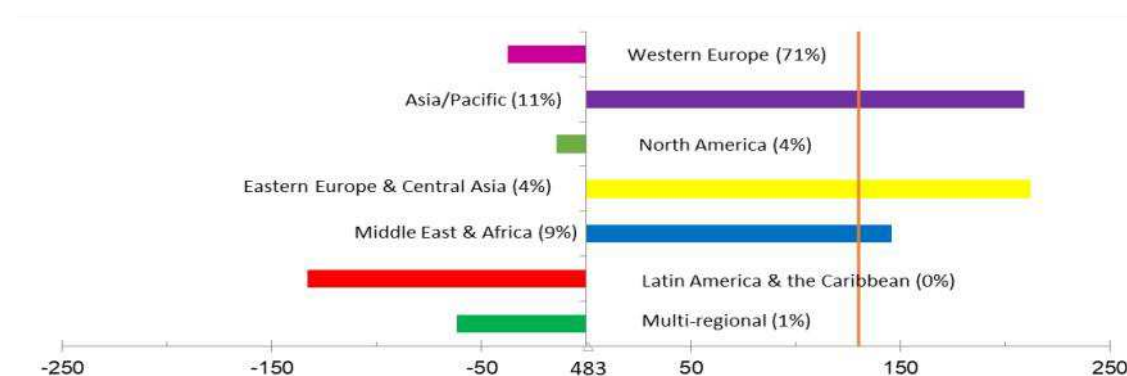 Western Europe (71%)
Asia/Pacific (11%)
North America (4%)
Eastern Europe & Central Asia (4%)
Middle East & Africa (9%)
Latin America & the Caribbean (0%)
Multi-regional (1%)
-250 -150 -50 483 50 150 250